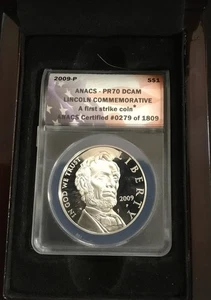 2009-P S$1
ANACS - PR70 DCAM
LINCOLN COMMEMORATIVE
A first strike coin*
ANACS Certified #0279 of 1809
LIBERTY
IN GOD WE TRUST
2009
P